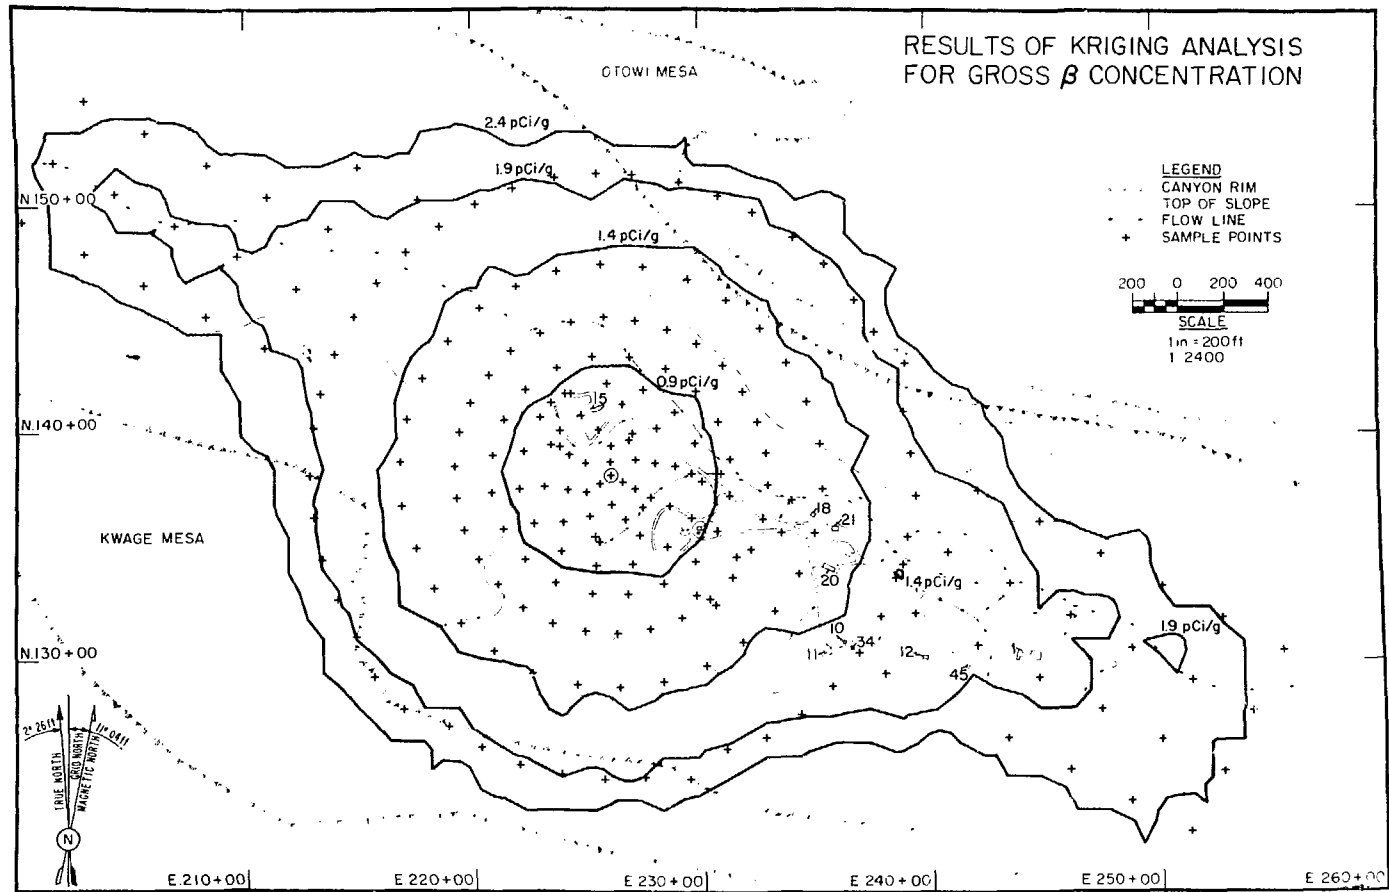 RESULTS OF KRIGING ANALYSIS
FOR GROSS β CONCENTRATION
OTOWI MESA
2.4 pCi/g
1.9 pCi/g
1.4 pCi/g
0.9 pCi/g
LEGEND
CANYON RIM
TOP OF SLOPE
FLOW LINE
+ SAMPLE POINTS
200 0 200 400
SCALE
1 in = 200 ft
1 2400
N.150+00
N.140+00
N.130+00
KWAGE MESA
15
18
21
20
1.4 pCi/g
10
34
11
12
45
1
1.9 pCi/g
TRUE NORTH
GRID NORTH
MAGNETIC NORTH
N
E.210+00
E 220+00
E 230+00
E 240+00
E 250+00
E 260+00